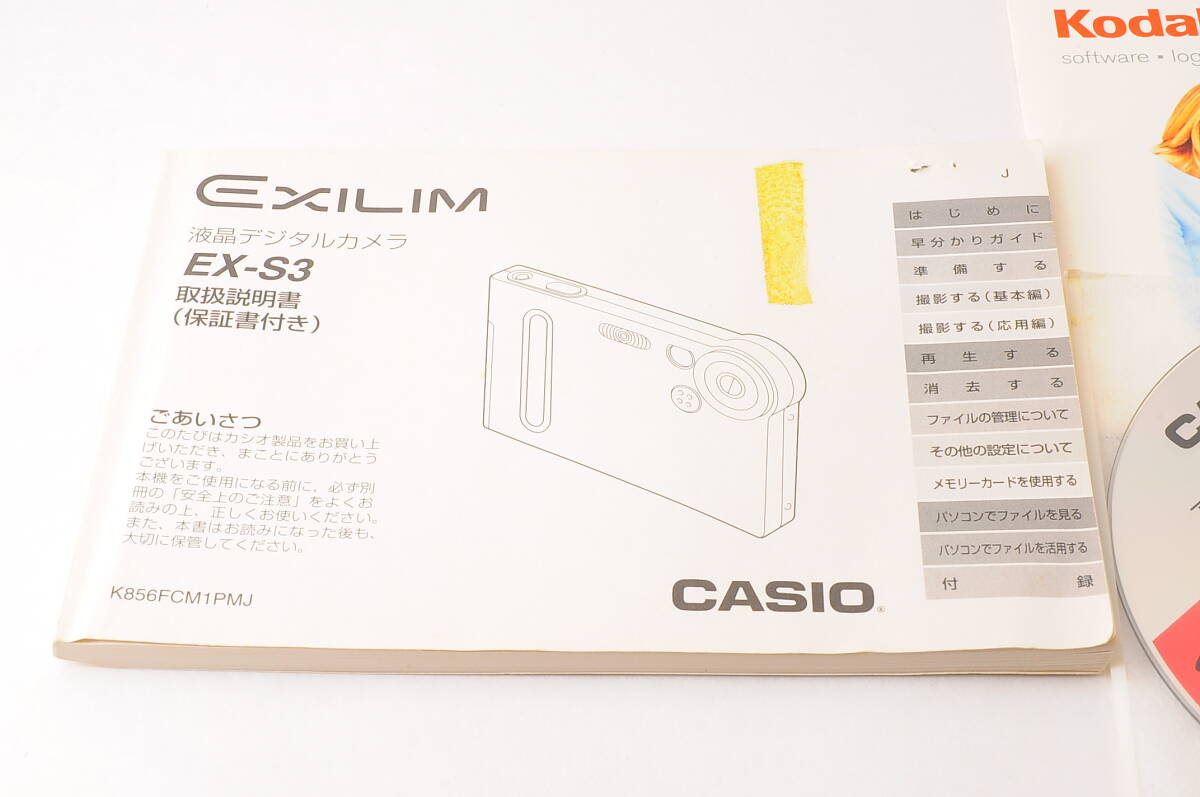 EXILIM
液晶デジタルカメラ
EX-S3
取扱説明書
(保証書付き)
ごあいさつ
このたびはカシオ製品をお買い上
げいただき、まことにありがとう
ございます。
本機をご使用になる前に、必ず別
冊の「安全上のご注意」をよくお
読みの上、正しくお使いください。
また、本書はお読みになった後も、
大切に保管してください。
K856FCM1PMJ
CASIO®
J
はじめに
早分かりガイド
準備する
撮影する(基本編)
撮影する(応用編)
再生する
消去する
ファイルの管理について
その他の設定について
メモリーカードを使用する
パソコンでファイルを見る
パソコンでファイルを活用する
付録
Koda
software ▪ log